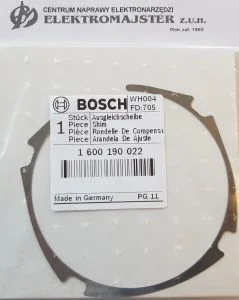 CENTRUM NAPRAWY ELEKTRONARZĘDZI
ELEKTROMAJSTER Z.U.H.
Rok zał. 1983
BOSCH
WH004
FD:705
1
Stück Ausgleichscheibe
Piece Shim
Pièce Rondelle De Compensa
Pieza Arandela De Ajuste
1 600 190 022
Made in Germany PG 11